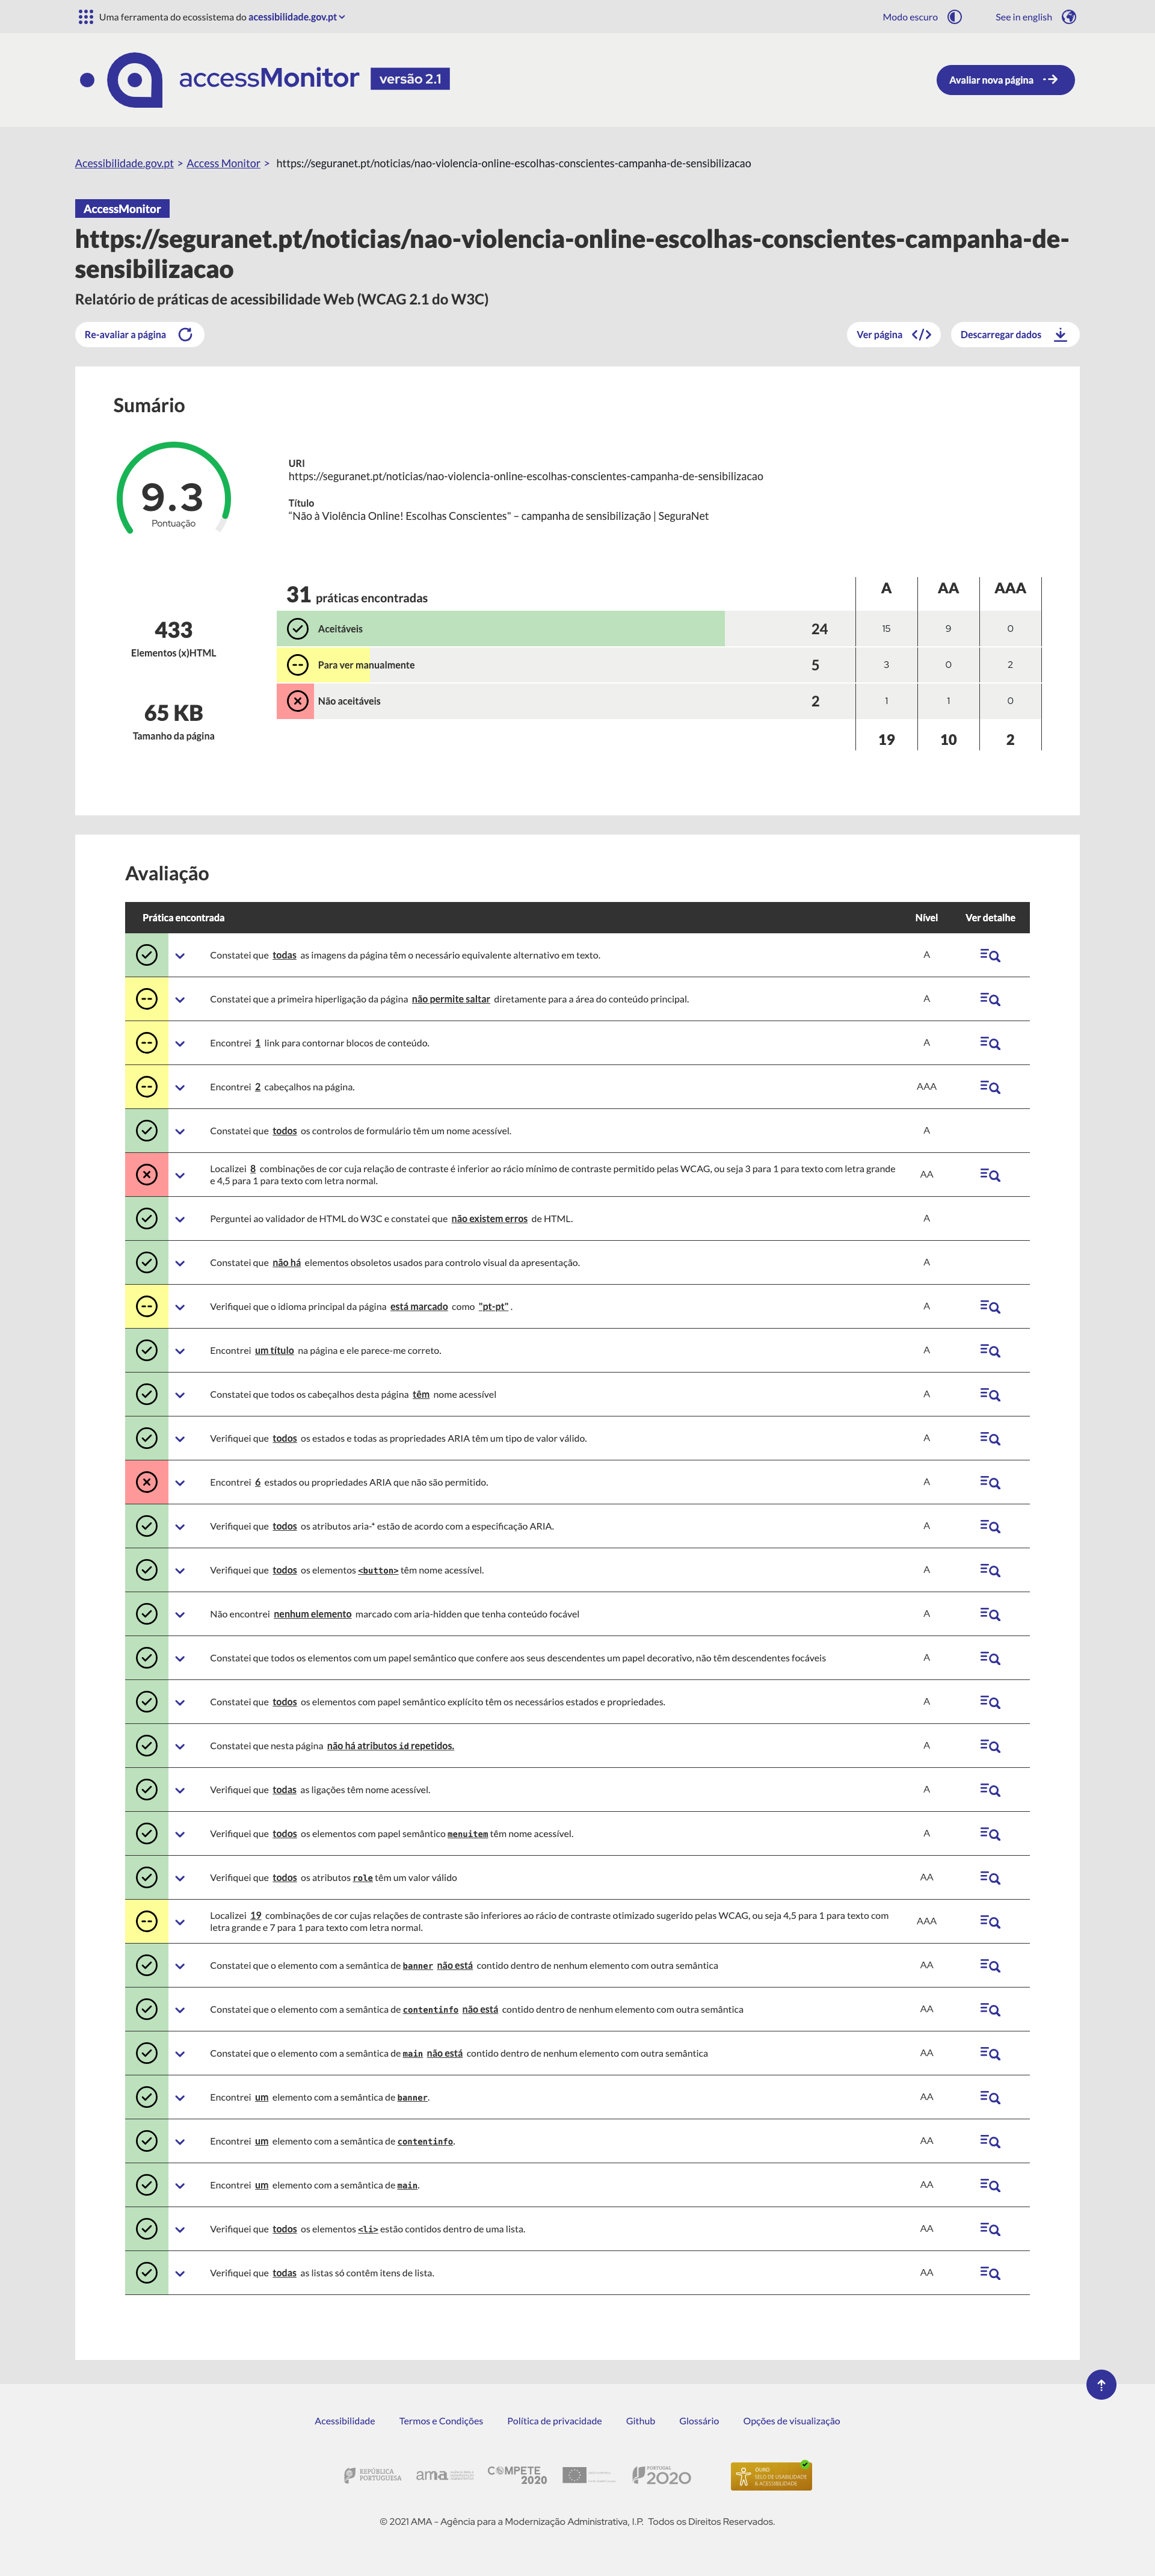 Uma ferramenta do ecossistema do acessibilidade.gov.pt
Modo escuro
See in english
accessMonitor versão 2.1
Avaliar nova página
Acessibilidade.gov.pt > Access Monitor > https://seguranet.pt/noticias/nao-violencia-online-escolhas-conscientes-campanha-de-sensibilizacao
AccessMonitor
https://seguranet.pt/noticias/nao-violencia-online-escolhas-conscientes-campanha-de-
sensibilizacao
Relatório de práticas de acessibilidade Web (WCAG 2.1 do W3C)
Re-avaliar a página
Ver página
Descarregar dados
Sumário
9.3
Pontuação
URI
https://seguranet.pt/noticias/nao-violencia-online-escolhas-conscientes-campanha-de-sensibilizacao
Título
“Não à Violência Online! Escolhas Conscientes" – campanha de sensibilização | SeguraNet
433
Elementos (x)HTML
65 KB
Tamanho da página
31 práticas encontradas A AA AAA
Aceitáveis 24 15 9 0
Para ver manualmente 5 3 0 2
Não aceitáveis 2 1 1 0
19 10 2
Avaliação
Prática encontrada Nível Ver detalhe
Constatei que todas as imagens da página têm o necessário equivalente alternativo em texto. A
Constatei que a primeira hiperligação da página não permite saltar diretamente para a área do conteúdo principal. A
Encontrei 1 link para contornar blocos de conteúdo. A
Encontrei 2 cabeçalhos na página. AAA
Constatei que todos os controlos de formulário têm um nome acessível. A
Localizei 8 combinações de cor cuja relação de contraste é inferior ao rácio mínimo de contraste permitido pelas WCAG, ou seja 3 para 1 para texto com letra grande
e 4,5 para 1 para texto com letra normal. AA
Perguntei ao validador de HTML do W3C e constatei que não existem erros de HTML. A
Constatei que não há elementos obsoletos usados para controlo visual da apresentação. A
Verifiquei que o idioma principal da página está marcado como "pt-pt" . A
Encontrei um título na página e ele parece-me correto. A
Constatei que todos os cabeçalhos desta página têm nome acessível A
Verifiquei que todos os estados e todas as propriedades ARIA têm um tipo de valor válido. A
Encontrei 6 estados ou propriedades ARIA que não são permitido. A
Verifiquei que todos os atributos aria-* estão de acordo com a especificação ARIA. A
Verifiquei que todos os elementos <button> têm nome acessível. A
Não encontrei nenhum elemento marcado com aria-hidden que tenha conteúdo focável A
Constatei que todos os elementos com um papel semântico que confere aos seus descendentes um papel decorativo, não têm descendentes focáveis A
Constatei que todos os elementos com papel semântico explícito têm os necessários estados e propriedades. A
Constatei que nesta página não há atributos id repetidos. A
Verifiquei que todas as ligações têm nome acessível. A
Verifiquei que todos os elementos com papel semântico menuitem têm nome acessível. A
Verifiquei que todos os atributos role têm um valor válido AA
Localizei 19 combinações de cor cujas relações de contraste são inferiores ao rácio de contraste otimizado sugerido pelas WCAG, ou seja 4,5 para 1 para texto com
letra grande e 7 para 1 para texto com letra normal. AAA
Constatei que o elemento com a semântica de banner não está contido dentro de nenhum elemento com outra semântica AA
Constatei que o elemento com a semântica de contentinfo não está contido dentro de nenhum elemento com outra semântica AA
Constatei que o elemento com a semântica de main não está contido dentro de nenhum elemento com outra semântica AA
Encontrei um elemento com a semântica de banner. AA
Encontrei um elemento com a semântica de contentinfo. AA
Encontrei um elemento com a semântica de main. AA
Verifiquei que todos os elementos <li> estão contidos dentro de uma lista. AA
Verifiquei que todas as listas só contêm itens de lista. AA
Acessibilidade Termos e Condições Política de privacidade Github Glossário Opções de visualização
REPÚBLICA
PORTUGUESA
ama
COMPETE
2020
PORTUGAL
2020
OURO
SELO DE USABILIDADE
& ACESSIBILIDADE
© 2021 AMA - Agência para a Modernização Administrativa, I.P. Todos os Direitos Reservados.